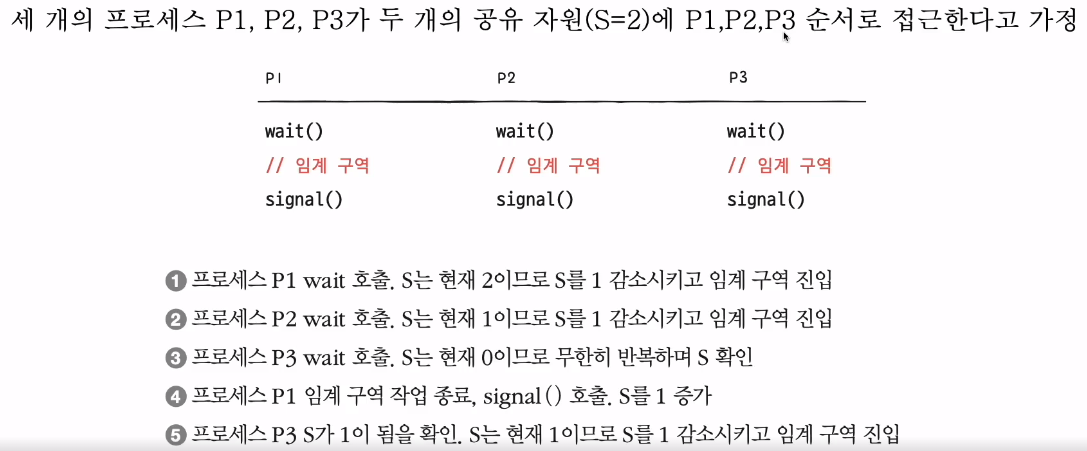 세 개의 프로세스 P1, P2, P3가 두 개의 공유 자원(S=2)에 P1,P2,P3 순서로 접근한다고 가정
P1 P2 P3
wait() wait() wait()
// 임계 구역 // 임계 구역 // 임계 구역
signal() signal() signal()
1 프로세스 P1 wait 호출. S는 현재 2이므로 S를 1 감소시키고 임계 구역 진입
2 프로세스 P2 wait 호출. S는 현재 1이므로 S를 1 감소시키고 임계 구역 진입
3 프로세스 P3 wait 호출. S는 현재 0이므로 무한히 반복하며 S 확인
4 프로세스 P1 임계 구역 작업 종료, signal() 호출. S를 1 증가
5 프로세스 P3 S가 1이 됨을 확인. S는 현재 1이므로 S를 1 감소시키고 임계 구역 진입